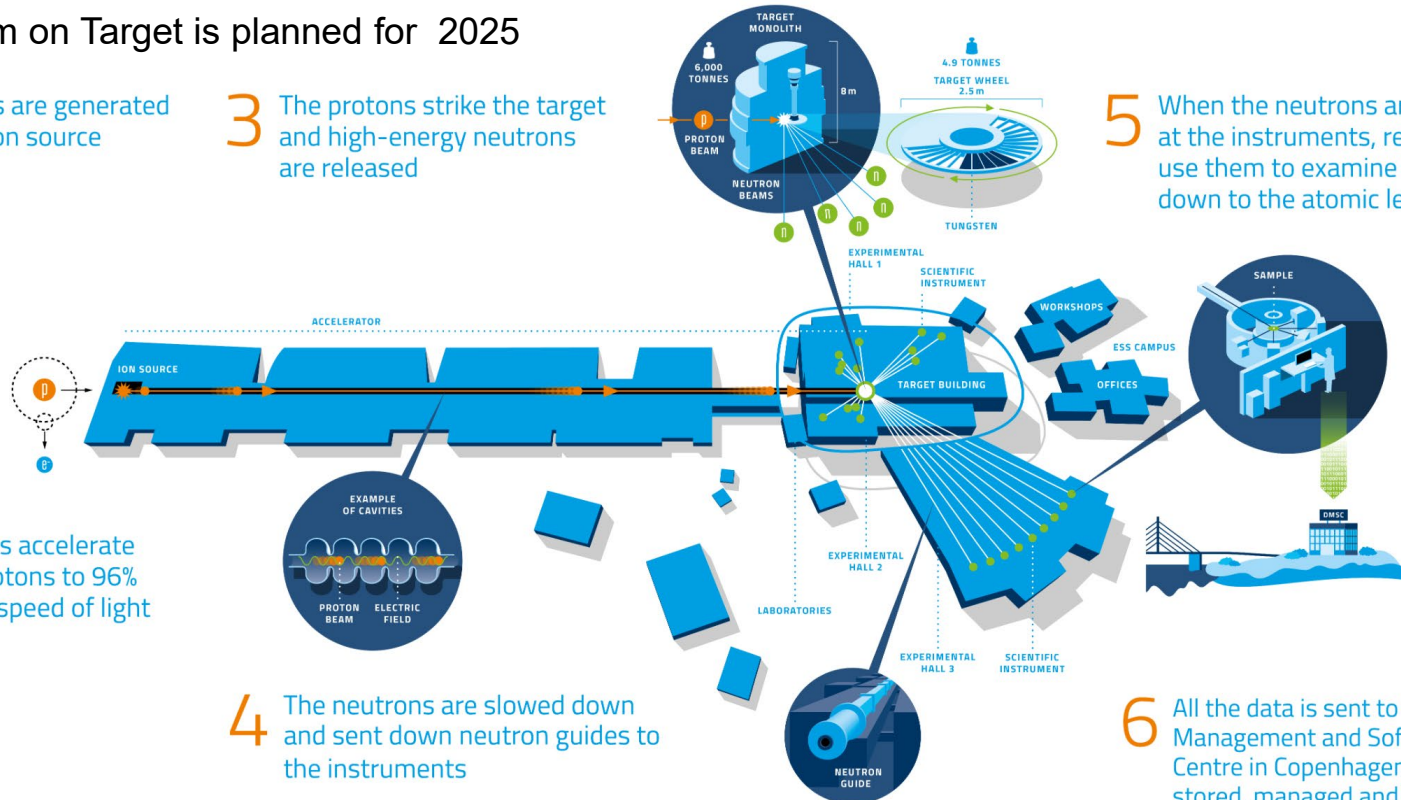 m on Target is planned for 2025
s are generated
on source
3
The protons strike the target
and high-energy neutrons
are released
TARGET
MONOLITH
6,000
TONNES
8 m
p
PROTON
BEAM
NEUTRON
BEAMS
n
n
n
n
n
4.9 TONNES
TARGET WHEEL
2.5 m
TUNGSTEN
5
When the neutrons ar
at the instruments, re
use them to examine
down to the atomic le
ACCELERATOR
ION SOURCE
p
e-
EXPERIMENTAL
HALL 1
SCIENTIFIC
INSTRUMENT
TARGET BUILDING
WORKSHOPS
ESS CAMPUS
OFFICES
SAMPLE
DMSC
s accelerate
otons to 96%
speed of light
EXAMPLE
OF CAVITIES
PROTON
BEAM
ELECTRIC
FIELD
LABORATORIES
EXPERIMENTAL
HALL 2
EXPERIMENTAL
HALL 3
SCIENTIFIC
INSTRUMENT
NEUTRON
GUIDE
4
The neutrons are slowed down
and sent down neutron guides to
the instruments
6
All the data is sent to
Management and Sof
Centre in Copenhagen
stored, managed and